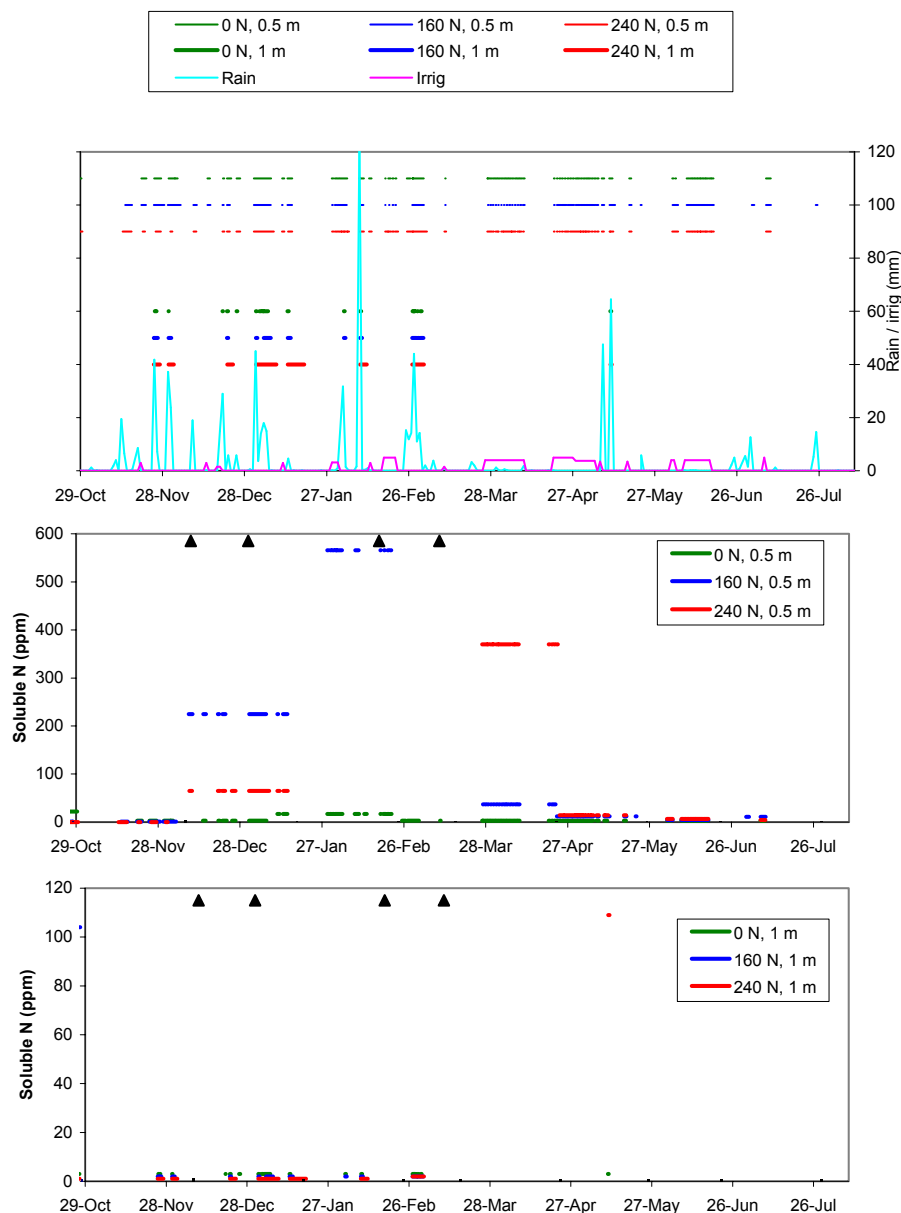 0 N, 0.5 m 160 N, 0.5 m 240 N, 0.5 m
0 N, 1 m 160 N, 1 m 240 N, 1 m
Rain Irrig
120
100
80
60
40
20
0
Rain / irrig (mm)
29-Oct 28-Nov 28-Dec 27-Jan 26-Feb 28-Mar 27-Apr 27-May 26-Jun 26-Jul
Soluble N (ppm)
600
500
400
300
200
100
0
0 N, 0.5 m
160 N, 0.5 m
240 N, 0.5 m
29-Oct 28-Nov 28-Dec 27-Jan 26-Feb 28-Mar 27-Apr 27-May 26-Jun 26-Jul
Soluble N (ppm)
120
100
80
60
40
20
0
0 N, 1 m
160 N, 1 m
240 N, 1 m
29-Oct 28-Nov 28-Dec 27-Jan 26-Feb 28-Mar 27-Apr 27-May 26-Jun 26-Jul